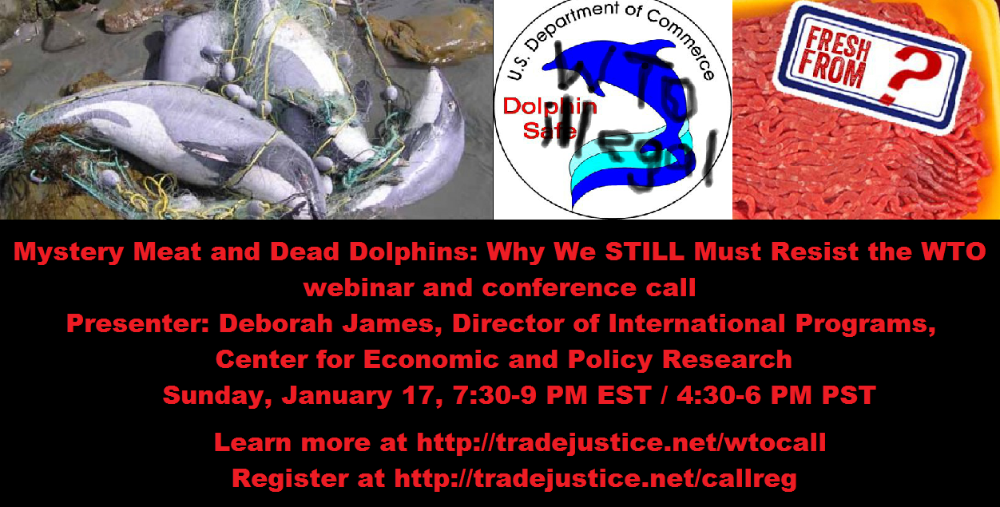 U.S. Department of Commerce
Dolphin
Safe
WTO
illegal
FRESH
FROM
?
Mystery Meat and Dead Dolphins: Why We STILL Must Resist the WTO
webinar and conference call
Presenter: Deborah James, Director of International Programs,
Center for Economic and Policy Research
Sunday, January 17, 7:30-9 PM EST / 4:30-6 PM PST
Learn more at http://tradejustice.net/wtocall
Register at http://tradejustice.net/callreg